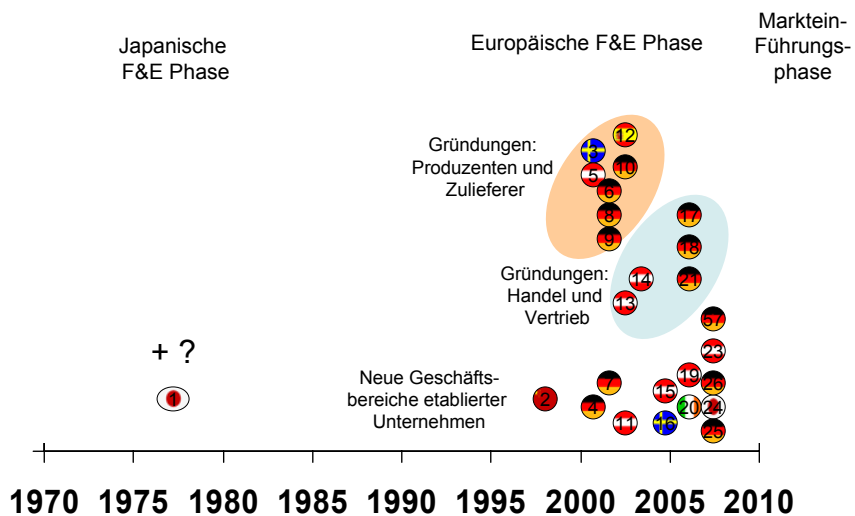 Japanische
F&E Phase
Europäische F&E Phase
Marktein-
Führungs-
phase
Gründungen:
Produzenten und
Zulieferer
12
3
10
5
6
8
9
17
18
Gründungen:
Handel und
Vertrieb
14
21
13
57
+ ?
23
Neue Geschäfts-
bereiche etablierter
Unternehmen
1
2
7
4
11
15
19
16
20
26
24
25
1970 1975 1980 1985 1990 1995 2000 2005 2010